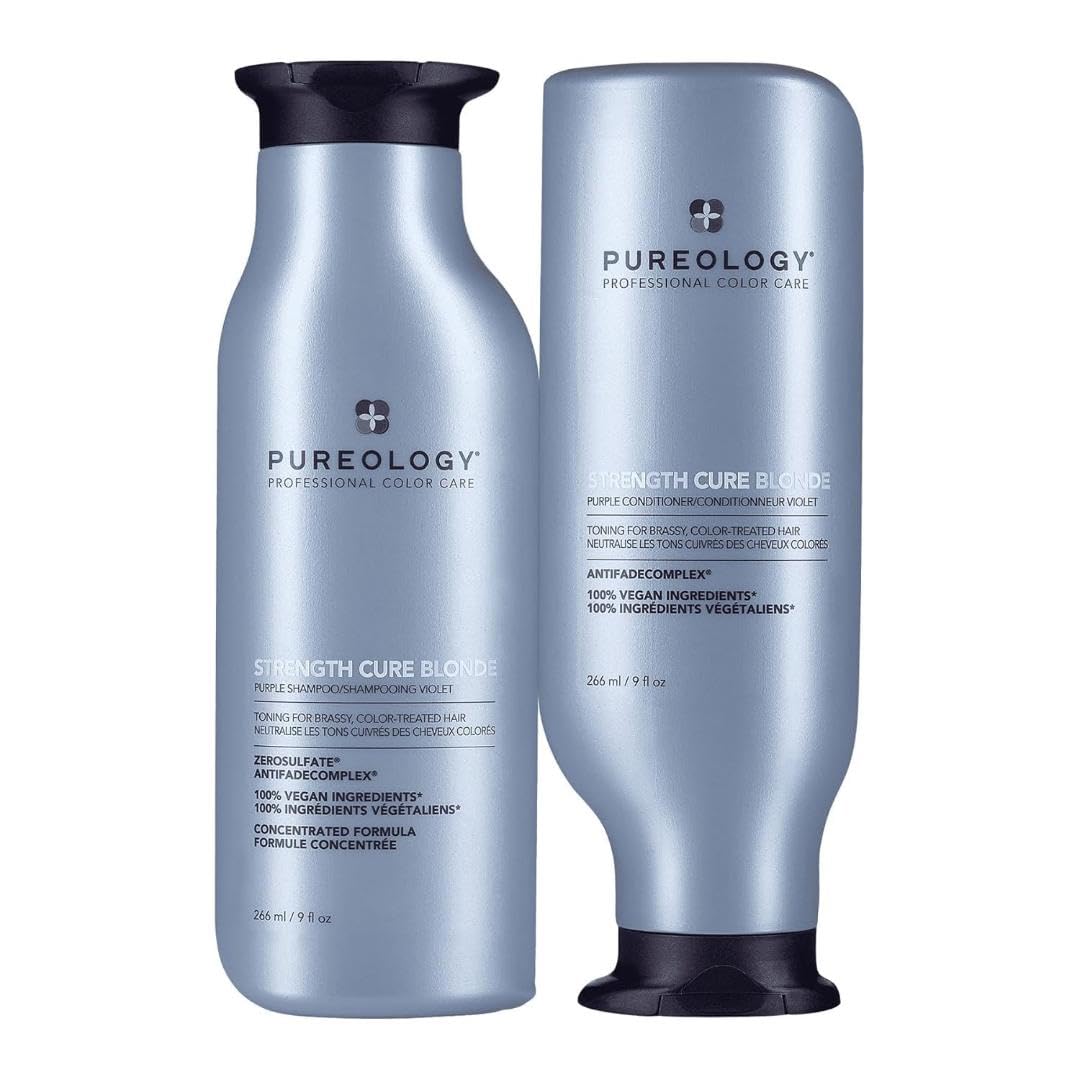 PUREOLOGY®
PROFESSIONAL COLOR CARE
STRENGTH CURE BLONDE
PURPLE SHAMPOO/SHAMPOOING VIOLET
TONING FOR BRASSY, COLOR-TREATED HAIR
NEUTRALISE LES TONS CUIVRÉS DES CHEVEUX COLORÉS
ZEROSULFATE®
ANTIFADECOMPLEX®
100% VEGAN INGREDIENTS*
100% INGRÉDIENTS VÉGÉTALIENS*
CONCENTRATED FORMULA
FORMULE CONCENTRÉE
266 ml / 9 fl oz
PUREOLOGY®
PROFESSIONAL COLOR CARE
STRENGTH CURE BLONDE
PURPLE CONDITIONER/CONDITIONNEUR VIOLET
TONING FOR BRASSY, COLOR-TREATED HAIR
NEUTRALISE LES TONS CUIVRÉS DES CHEVEUX COLORÉS
ANTIFADECOMPLEX®
100% VEGAN INGREDIENTS*
100% INGRÉDIENTS VÉGÉTALIENS*
266 ml / 9 fl oz